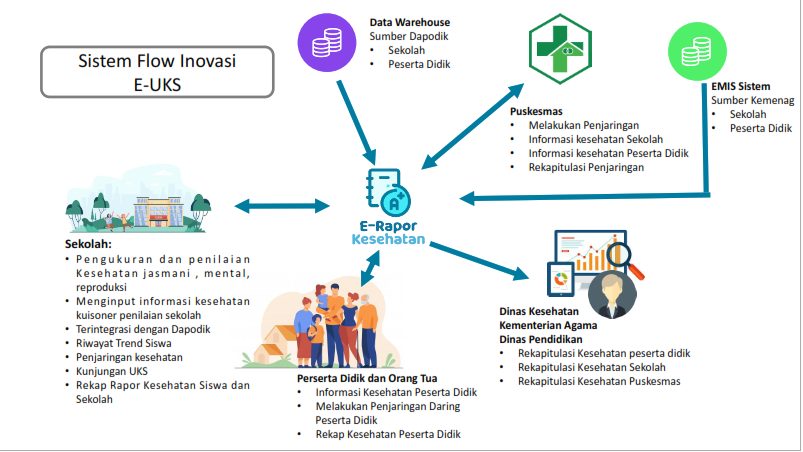 Sistem Flow Inovasi
E-UKS
Data Warehouse
Sumber Dapodik
• Sekolah
• Peserta Didik
EMIS Sistem
Sumber Kemenag
• Sekolah
• Peserta Didik
Puskesmas
• Melakukan Penjaringan
• Informasi kesehatan Sekolah
• Informasi kesehatan Peserta Didik
• Rekapitulasi Penjaringan
A+
E-Rapor
Kesehatan
Sekolah:
• Pengukuran dan penilaian
Kesehatan jasmani , mental,
reproduksi
• Menginput informasi kesehatan
kuisoner penilaian sekolah
• Terintegrasi dengan Dapodik
• Riwayat Trend Siswa
• Penjaringan kesehatan
• Kunjungan UKS
• Rekap Rapor Kesehatan Siswa dan
Sekolah
Perserta Didik dan Orang Tua
• Informasi Kesehatan Peserta Didik
• Melakukan Penjaringan Daring
Peserta Didik
• Rekap Kesehatan Peserta Didik
Dinas Kesehatan
Kementerian Agama
Dinas Pendidikan
• Rekapitulasi Kesehatan peserta didik
• Rekapitulasi Kesehatan Sekolah
• Rekapitulasi Kesehatan Puskesmas